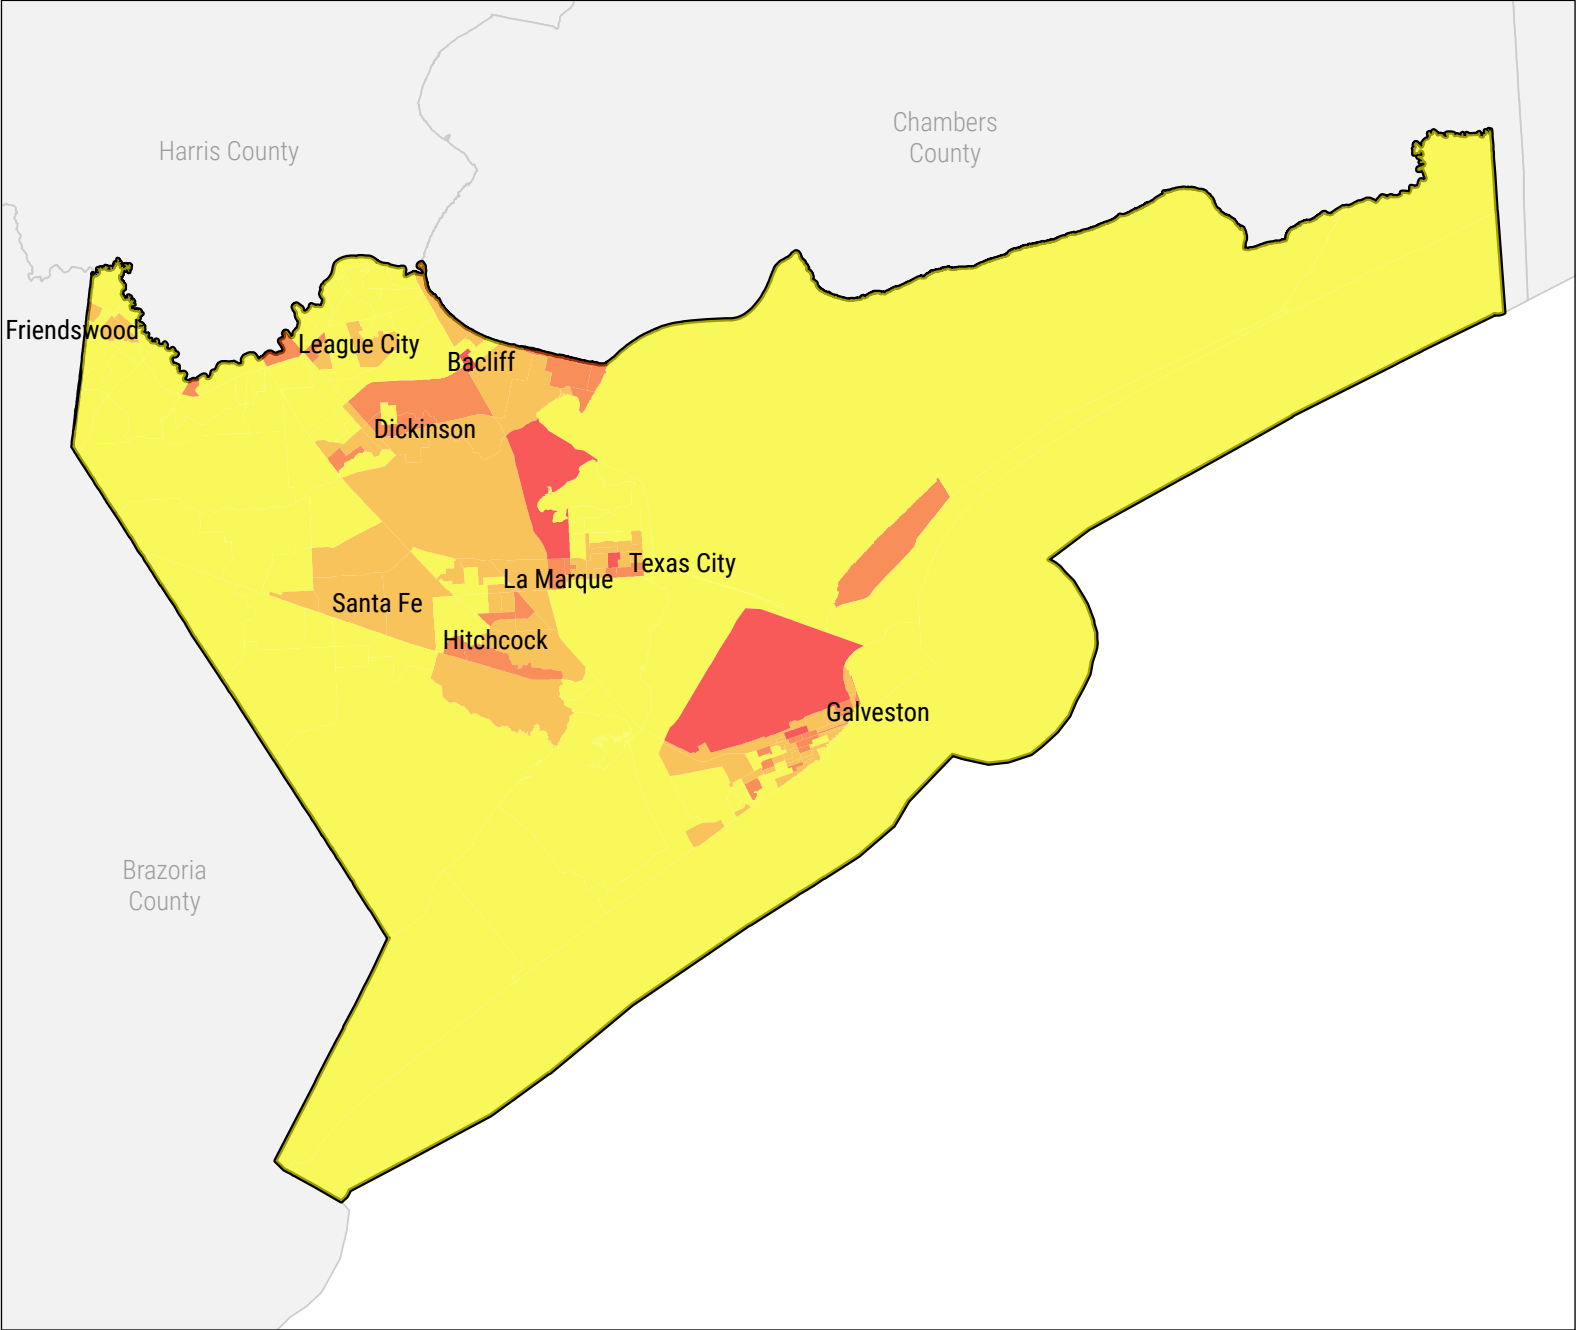 Chambers
County
Harris County
Friendswood
League City
Bacliff
Dickinson
Texas City
La Marque
Santa Fe
Hitchcock
Galveston
Brazoria
County